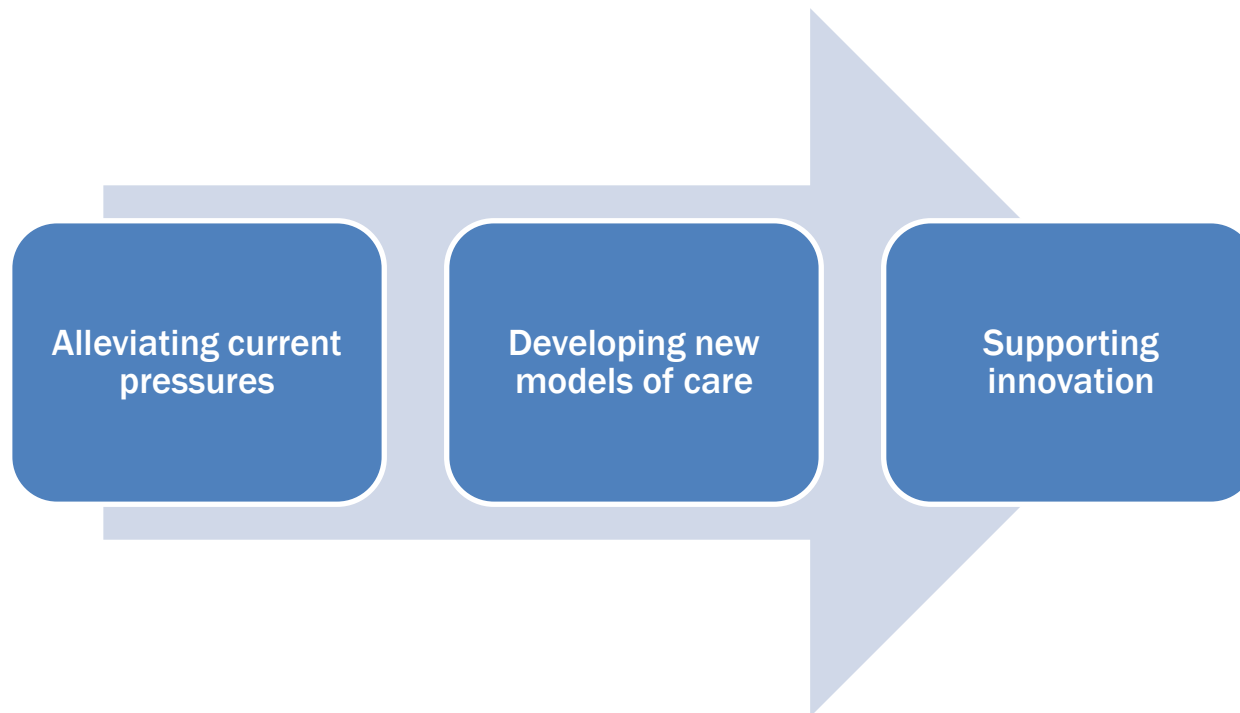 Alleviating current
pressures
Developing new
models of care
Supporting
innovation